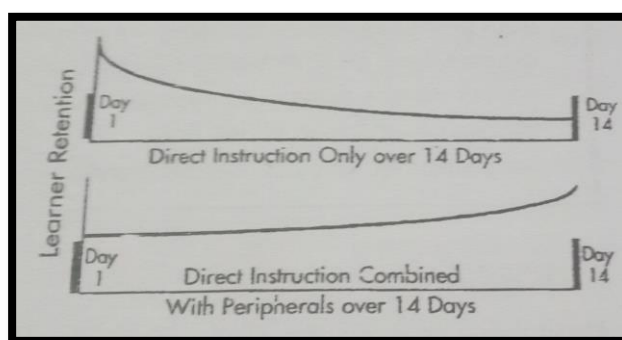 Learner Retention
Day
1
Day
14
Direct Instruction Only over 14 Days
Day
1
Direct Instruction Combined
Day
14
With Peripherals over 14 Days